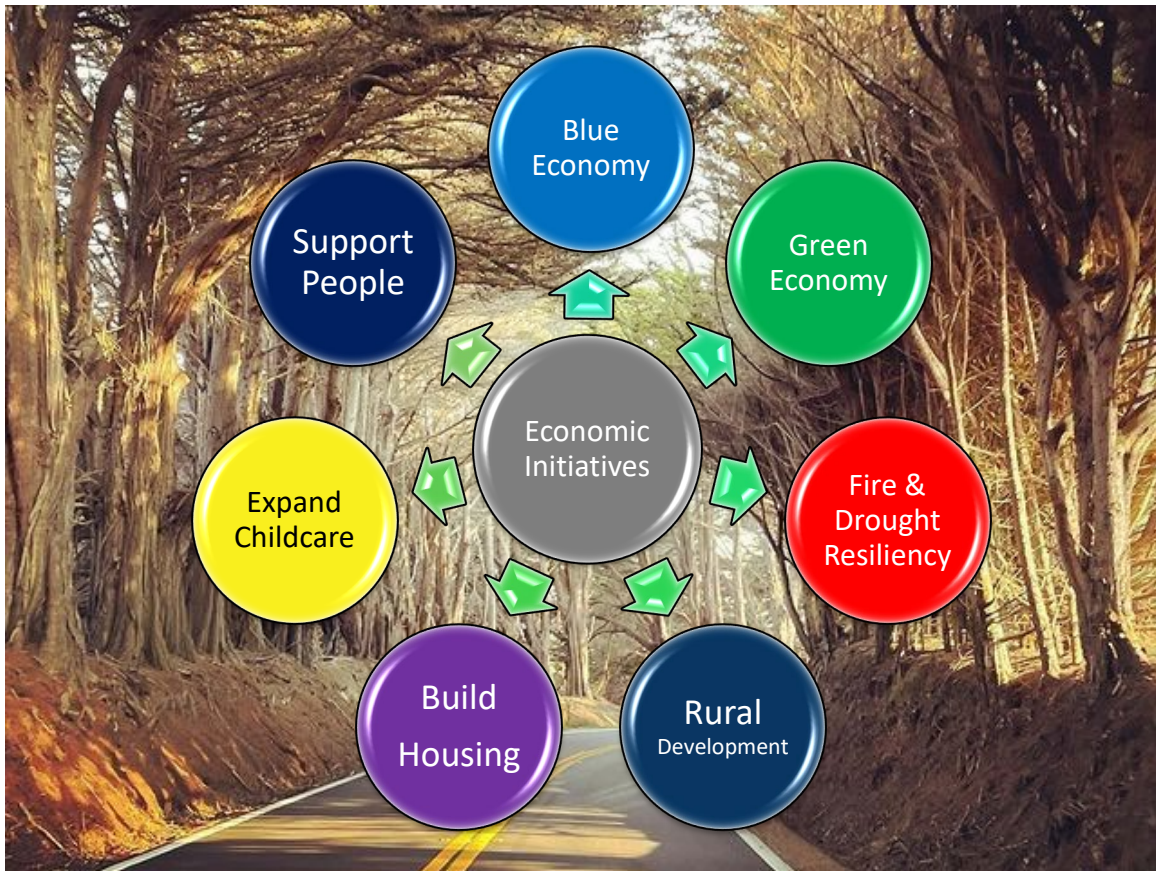 Blue
Economy
Green
Economy
Fire &
Drought
Resiliency
Rural
Development
Build
Housing
Expand
Childcare
Support
People
Economic
Initiatives